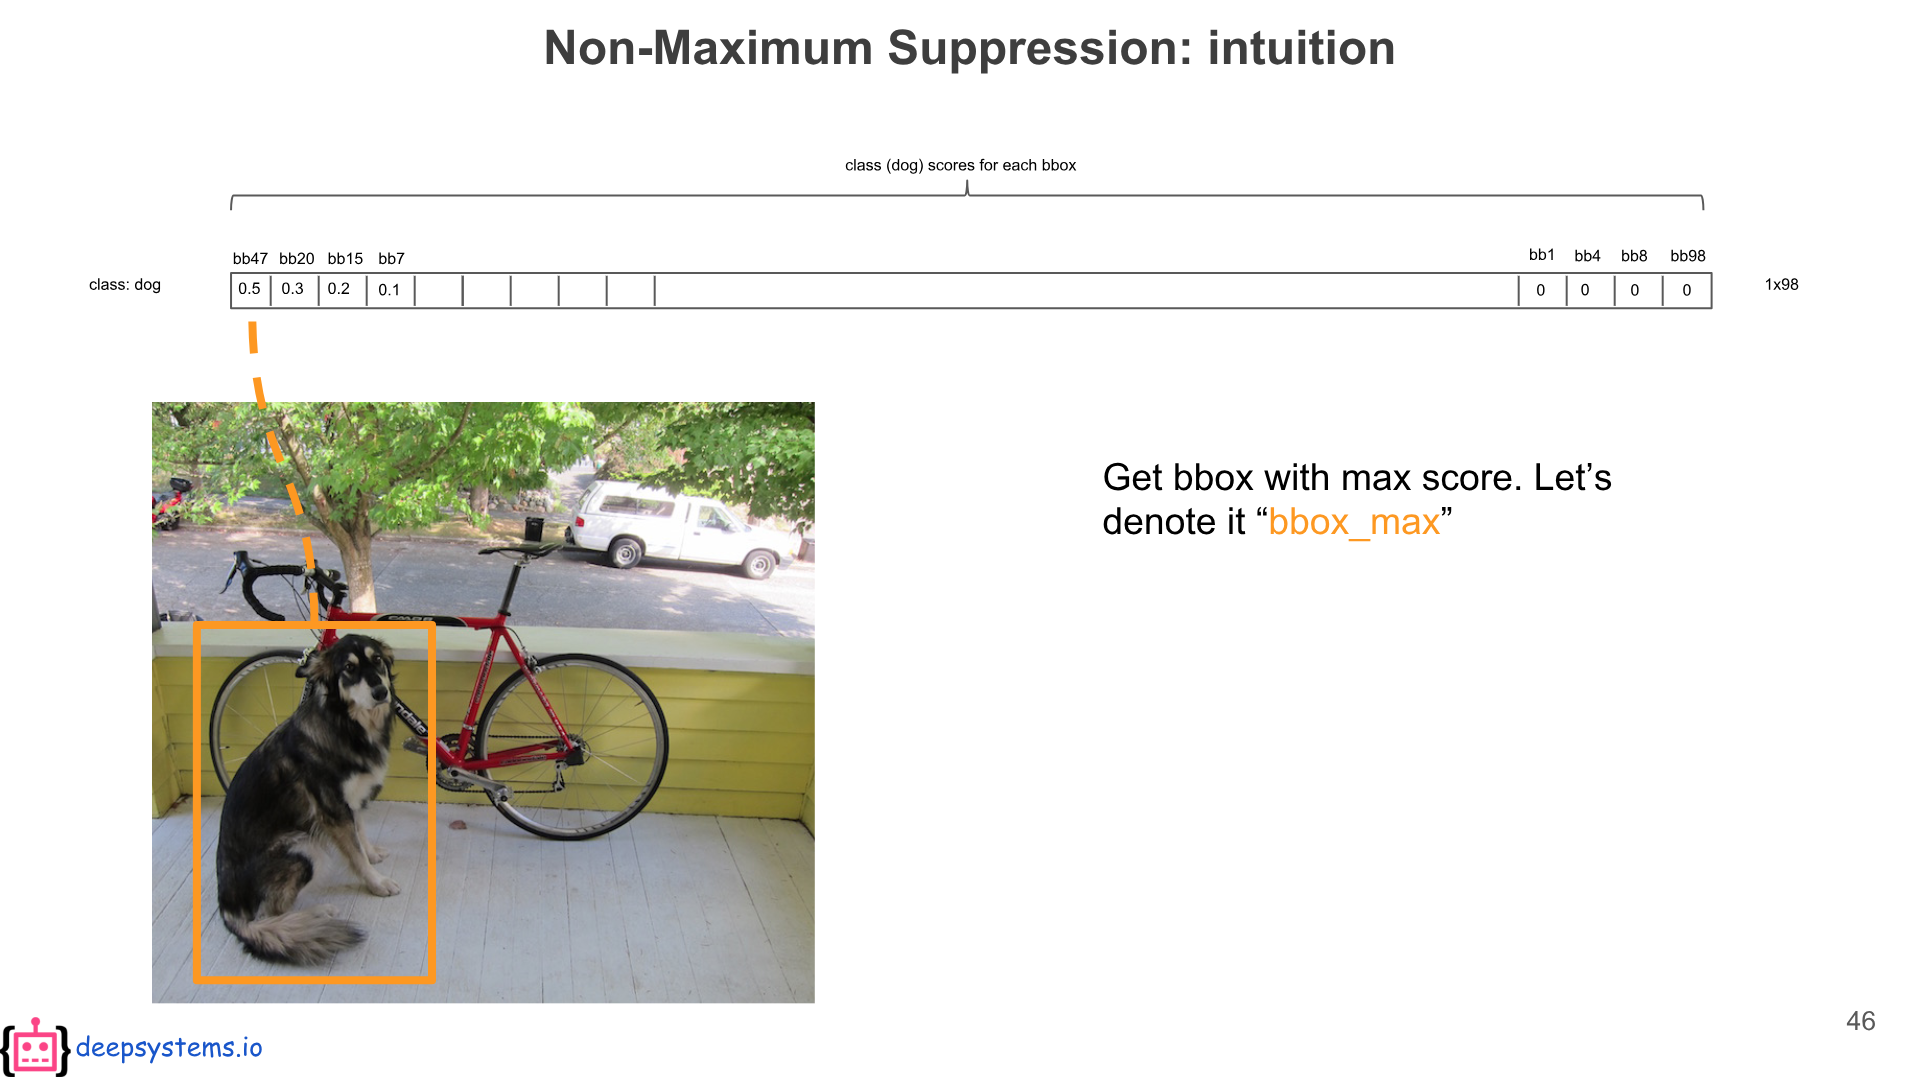 Non-Maximum Suppression: intuition
class (dog) scores for each bbox
bb47 bb20 bb15 bb7 bb1 bb4 bb8 bb98
class: dog 0.5 0.3 0.2 0.1 0 0 0 0 1x98
Get bbox with max score. Let’s
denote it “bbox_max”
46
deepsystems.io